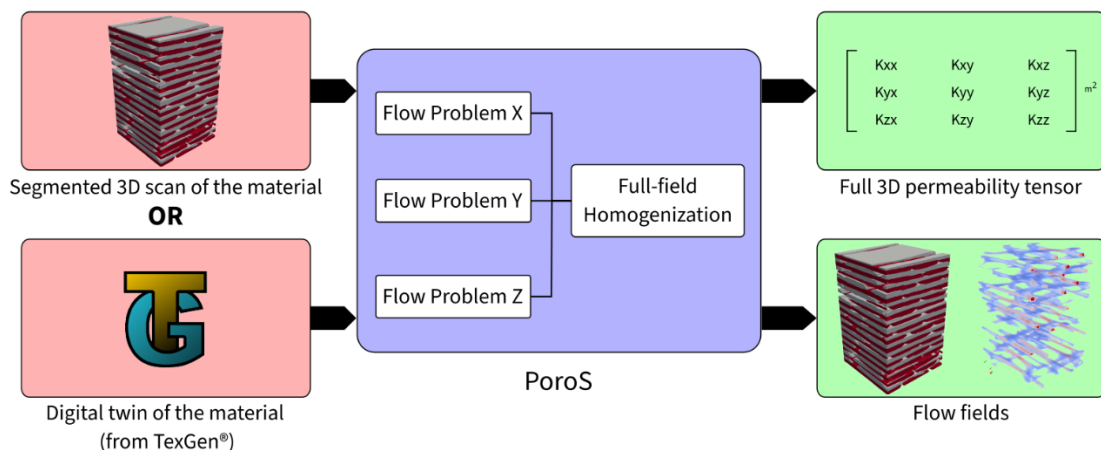 Segmented 3D scan of the material
OR
TG
Digital twin of the material
(from TexGen®)
Flow Problem X
Flow Problem Y
Flow Problem Z
Full-field
Homogenization
PoroS
Kxx Kxy Kxz
Kyx Kyy Kyz
Kzx Kzy Kzz
m²
Full 3D permeability tensor
Flow fields